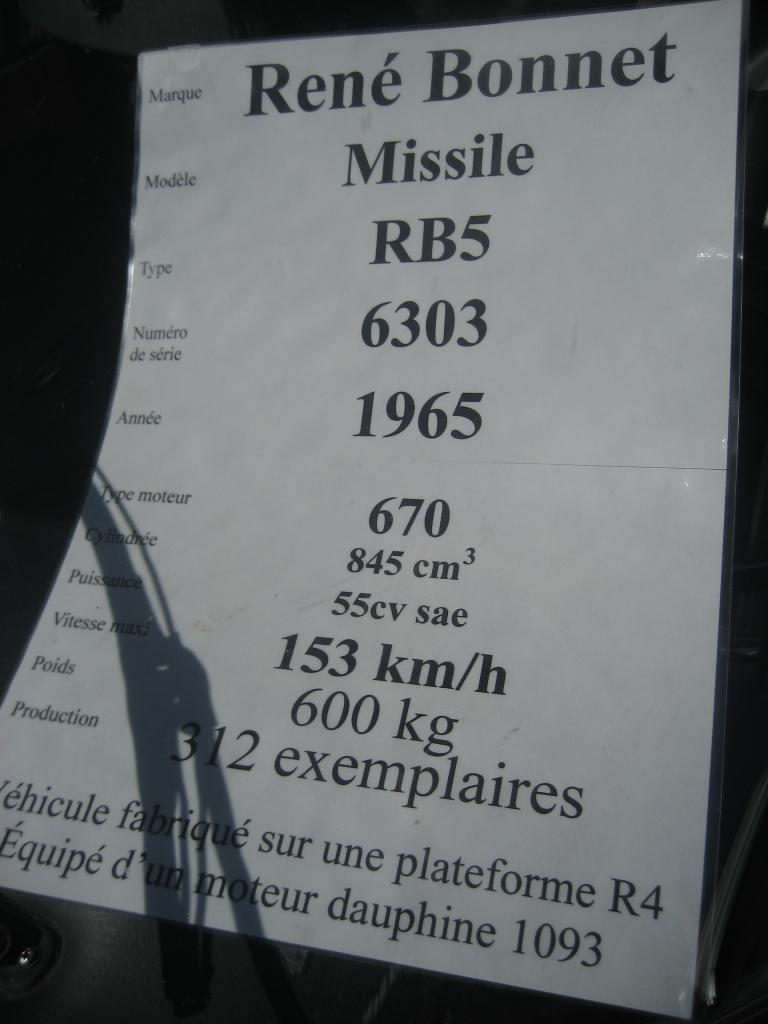 Marque René Bonnet
Modèle Missile
Type RB5
Numéro
de série 6303
Année 1965
Type moteur 670
Cylindrée 845 cm³
Puissance 55cv sae
Vitesse maxi 153 km/h
Poids 600 kg
Production 312 exemplaires
Véhicule fabriqué sur une plateforme R4
Équipé d'un moteur dauphine 1093